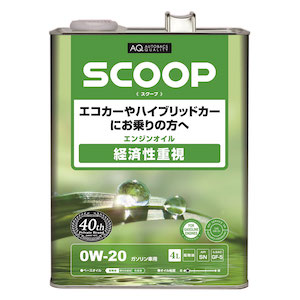 AQ. AUTOBACS QUALITY.
SCOOP
〈 スクープ 〉
エコカーやハイブリッドカー
にお乗りの方へ
エンジンオイル
経済性重視
40th
Private Brand
0W-20
ガソリン車用
4L
SN
GF-5